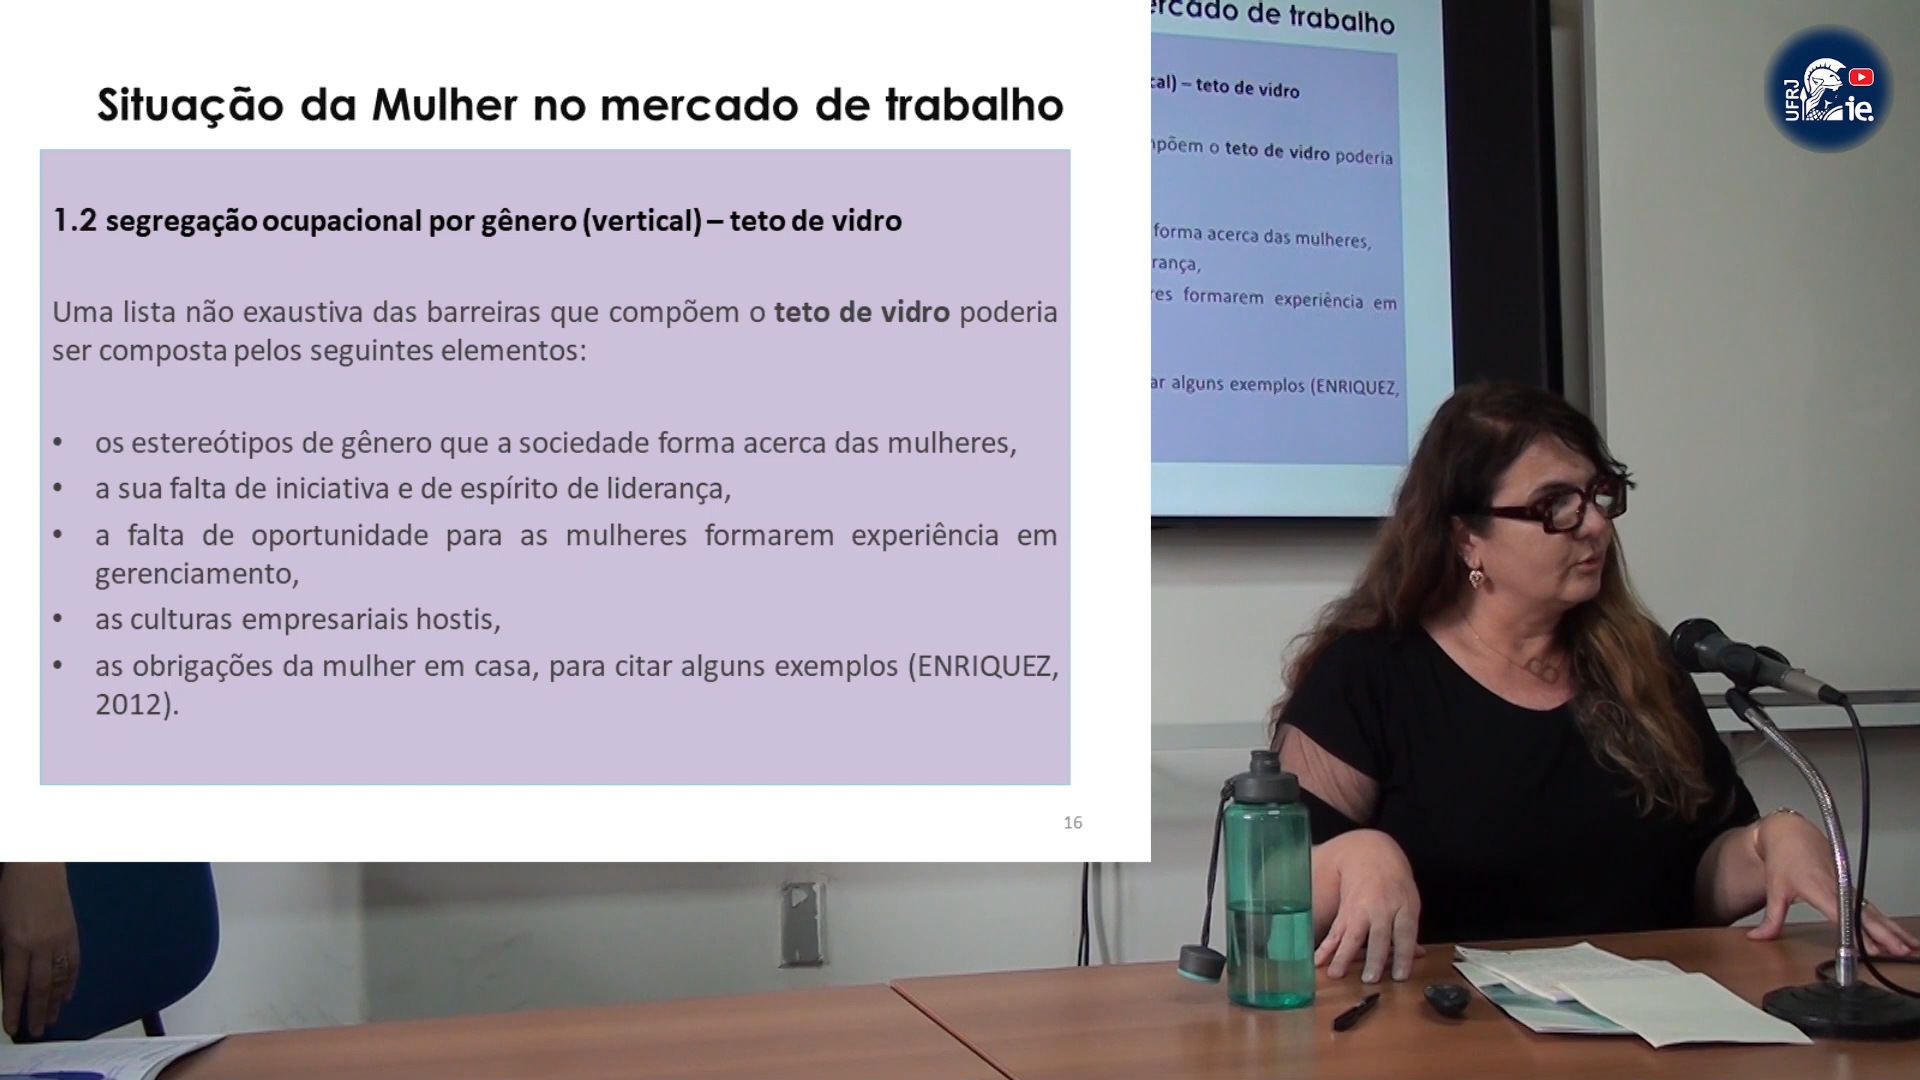 Situação da Mulher no mercado de trabalho
1.2 segregação ocupacional por gênero (vertical) – teto de vidro
Uma lista não exaustiva das barreiras que compõem o teto de vidro poderia
ser composta pelos seguintes elementos:
• os estereótipos de gênero que a sociedade forma acerca das mulheres,
• a sua falta de iniciativa e de espírito de liderança,
• a falta de oportunidade para as mulheres formarem experiência em
gerenciamento,
• as culturas empresariais hostis,
• as obrigações da mulher em casa, para citar alguns exemplos (ENRIQUEZ,
2012).
16
ercado de trabalho
cal) – teto de vidro
mpõem o teto de vidro poderia
forma acerca das mulheres,
rança,
res formarem experiência em
ar alguns exemplos (ENRIQUEZ,
UFRJ
ie.